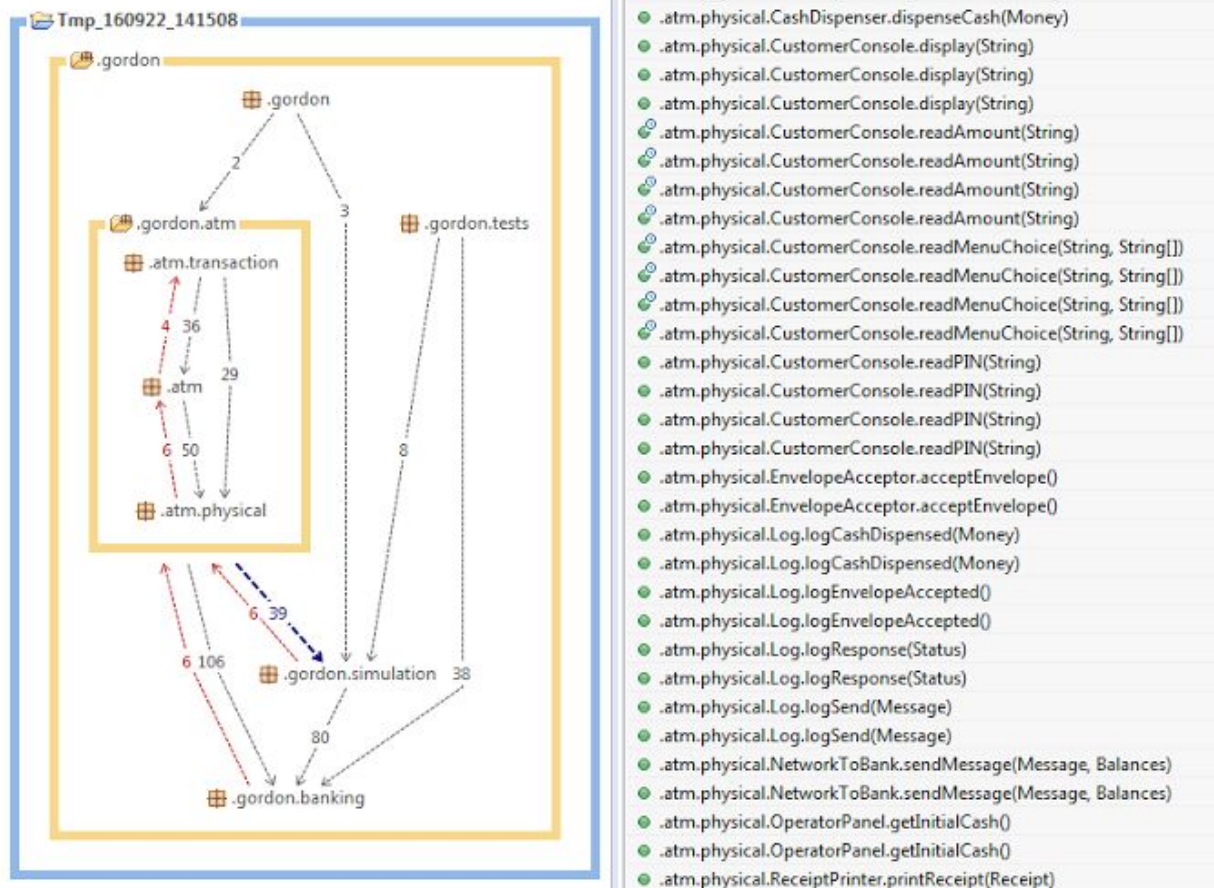 Tmp_160922_141508
.gordon
.gordon
2
3
.gordon.atm
.gordon.tests
.atm.transaction
4 36
29
.atm
6 50
8
.atm.physical
6 39
6 106
.gordon.simulation 38
80
.gordon.banking
.atm.physical.CashDispenser.dispenseCash(Money)
.atm.physical.CustomerConsole.display(String)
.atm.physical.CustomerConsole.display(String)
.atm.physical.CustomerConsole.display(String)
.atm.physical.CustomerConsole.readAmount(String)
.atm.physical.CustomerConsole.readAmount(String)
.atm.physical.CustomerConsole.readAmount(String)
.atm.physical.CustomerConsole.readAmount(String)
.atm.physical.CustomerConsole.readMenuChoice(String, String[])
.atm.physical.CustomerConsole.readMenuChoice(String, String[])
.atm.physical.CustomerConsole.readMenuChoice(String, String[])
.atm.physical.CustomerConsole.readMenuChoice(String, String[])
.atm.physical.CustomerConsole.readPIN(String)
.atm.physical.CustomerConsole.readPIN(String)
.atm.physical.CustomerConsole.readPIN(String)
.atm.physical.CustomerConsole.readPIN(String)
.atm.physical.EnvelopeAcceptor.acceptEnvelope()
.atm.physical.EnvelopeAcceptor.acceptEnvelope()
.atm.physical.Log.logCashDispensed(Money)
.atm.physical.Log.logCashDispensed(Money)
.atm.physical.Log.logEnvelopeAccepted()
.atm.physical.Log.logEnvelopeAccepted()
.atm.physical.Log.logResponse(Status)
.atm.physical.Log.logResponse(Status)
.atm.physical.Log.logSend(Message)
.atm.physical.Log.logSend(Message)
.atm.physical.NetworkToBank.sendMessage(Message, Balances)
.atm.physical.NetworkToBank.sendMessage(Message, Balances)
.atm.physical.OperatorPanel.getInitialCash()
.atm.physical.OperatorPanel.getInitialCash()
.atm.physical.ReceiptPrinter.printReceipt(Receipt)